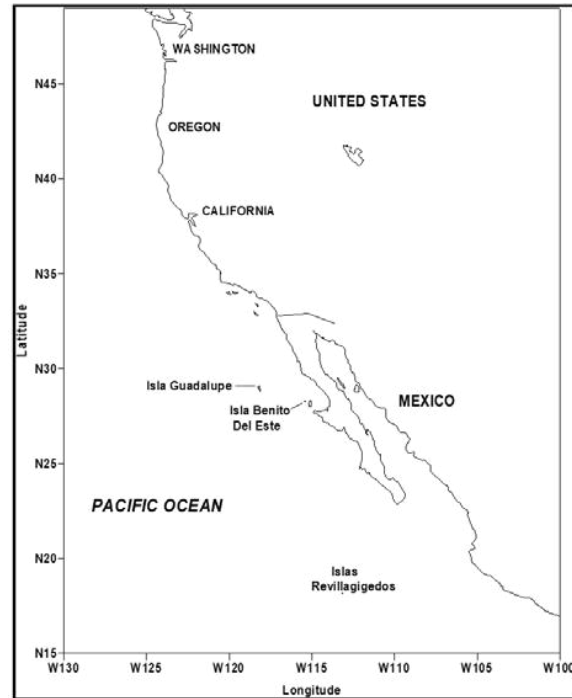 WASHINGTON
N45
UNITED STATES
OREGON
N40
CALIFORNIA
N35
Latitude
N30
Isla Guadalupe
Isla Benito
Del Este
MEXICO
N25
PACIFIC OCEAN
N20
Islas
Revillagigedos
N15
W130
W125
W120
W115
W110
W105
W100
Longitude